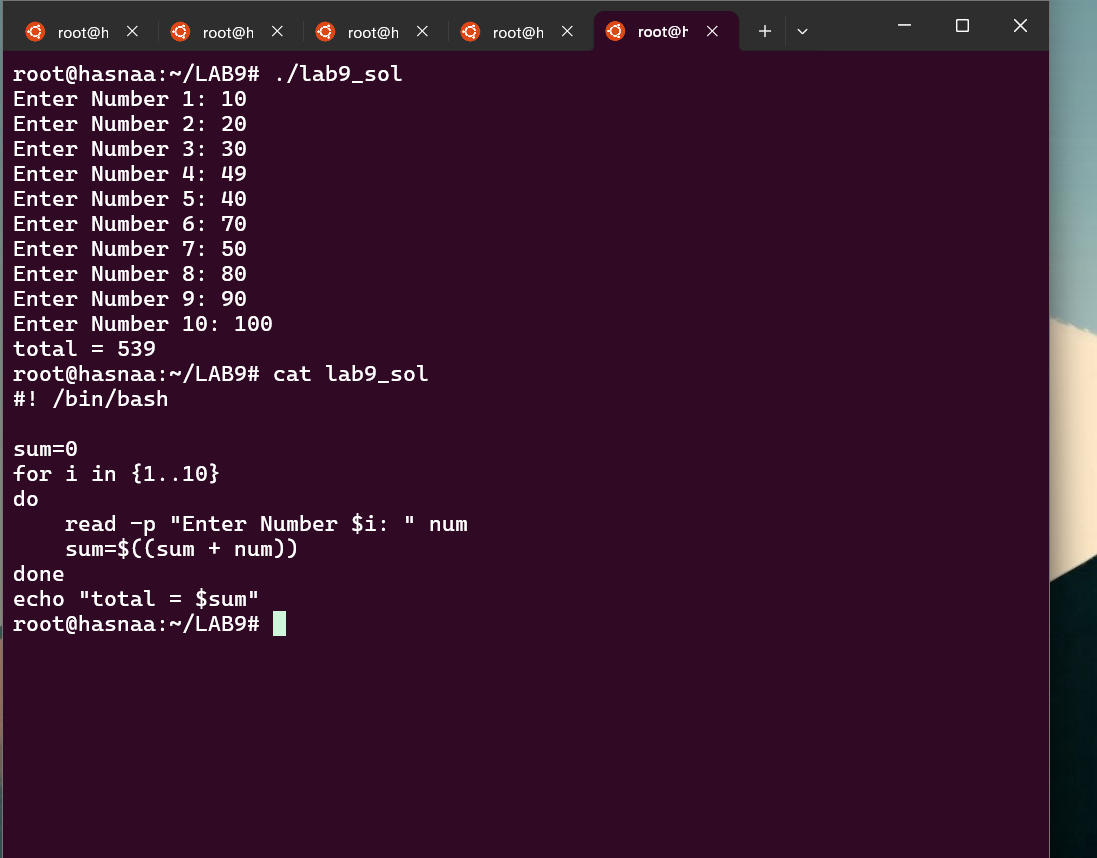 root@h root@h root@h root@h root@h
root@hasnaa:~/LAB9# ./lab9_sol
Enter Number 1: 10
Enter Number 2: 20
Enter Number 3: 30
Enter Number 4: 49
Enter Number 5: 40
Enter Number 6: 70
Enter Number 7: 50
Enter Number 8: 80
Enter Number 9: 90
Enter Number 10: 100
total = 539
root@hasnaa:~/LAB9# cat lab9_sol
#! /bin/bash

sum=0
for i in {1..10}
do
    read -p "Enter Number $i: " num
    sum=$((sum + num))
done
echo "total = $sum"
root@hasnaa:~/LAB9#